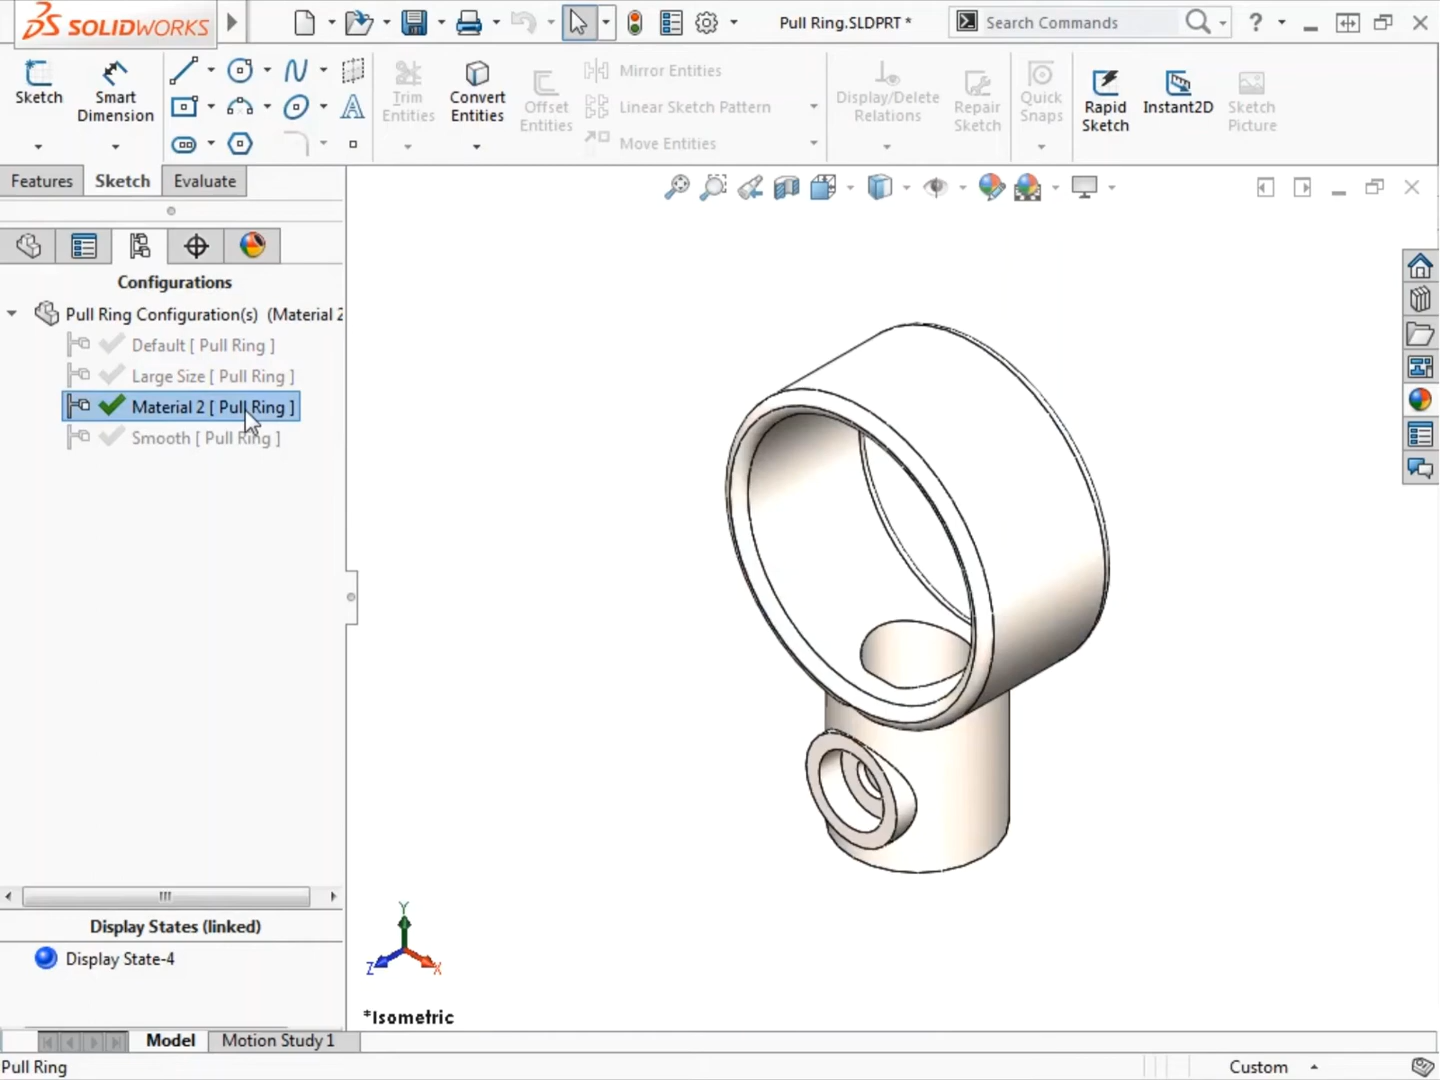 SOLIDWORKS
Pull Ring.SLDPRT *
Search Commands
?
Sketch
Smart
Dimension
Trim
Entities
Convert
Entities
Offset
Entities
Mirror Entities
Linear Sketch Pattern
Move Entities
Display/Delete
Relations
Repair
Sketch
Quick
Snaps
Rapid
Sketch
Instant2D
Sketch
Picture
Features
Sketch
Evaluate
Configurations
Pull Ring Configuration(s) (Material 2
Default [ Pull Ring ]
Large Size [ Pull Ring ]
Material 2 [ Pull Ring ]
Smooth [ Pull Ring ]
Display States (linked)
Display State-4
Y
Z
X
*Isometric
Model
Motion Study 1
Pull Ring
Custom